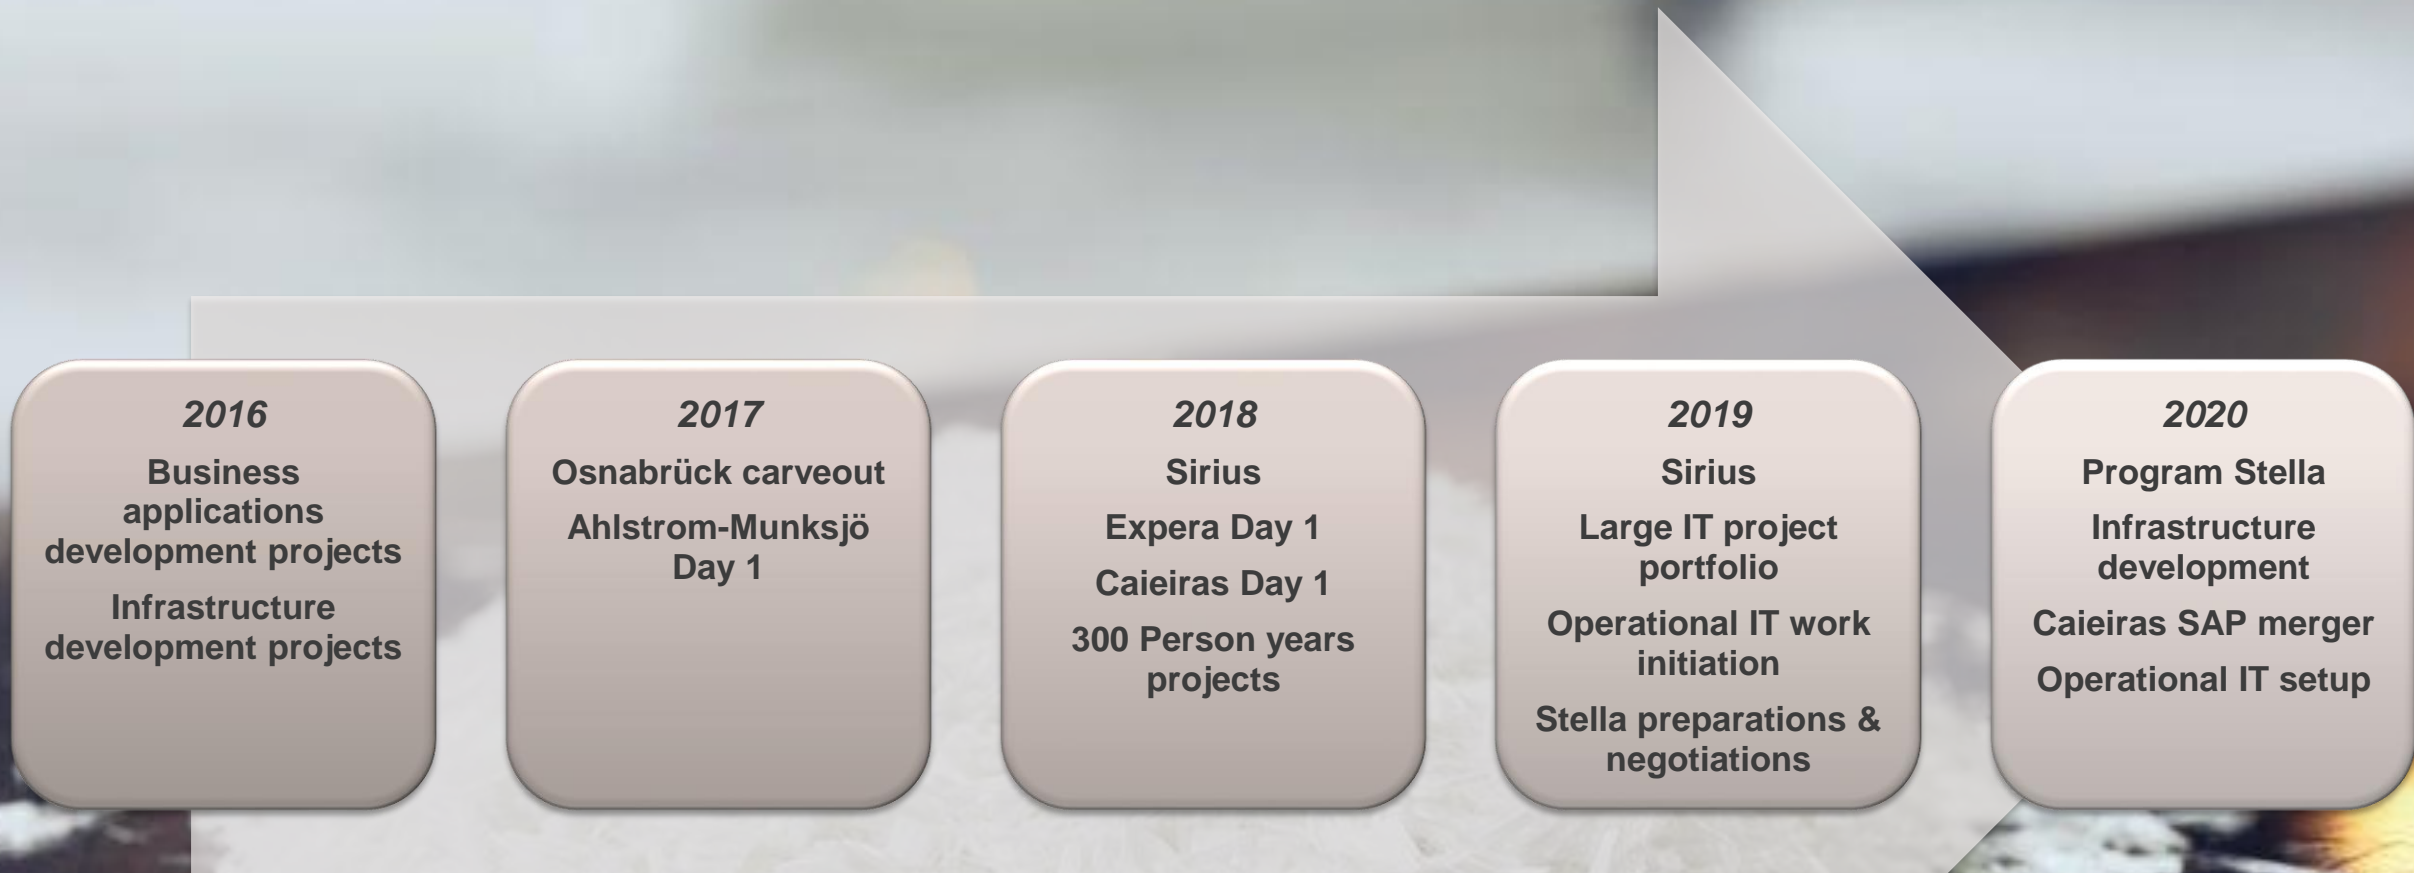 2016
Business
applications
development projects
Infrastructure
development projects
2017
Osnabrück carveout
Ahlstrom-Munksjö
Day 1
2018
Sirius
Expera Day 1
Caieiras Day 1
300 Person years
projects
2019
Sirius
Large IT project
portfolio
Operational IT work
initiation
Stella preparations &
negotiations
2020
Program Stella
Infrastructure
development
Caieiras SAP merger
Operational IT setup